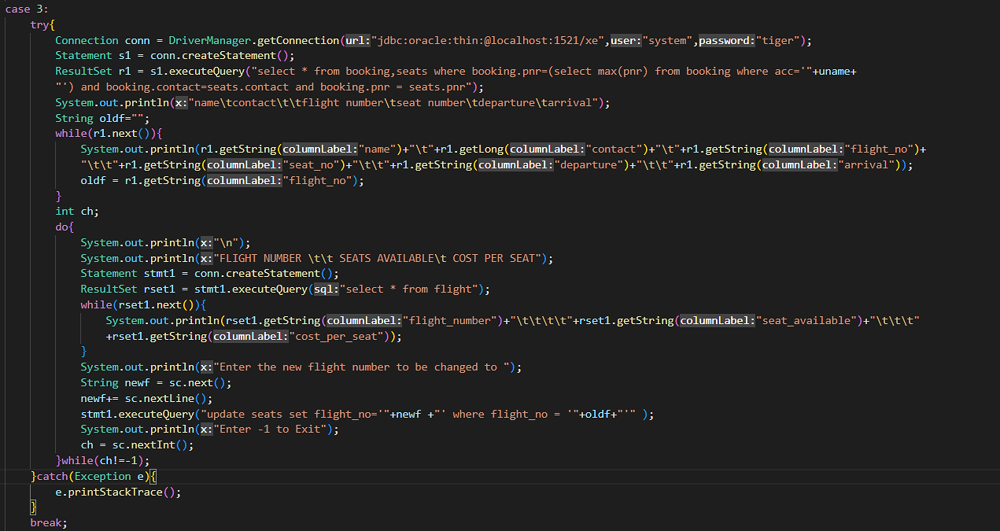 case 3:
try{
Connection conn = DriverManager.getConnection(url:"jdbc:oracle:thin:@localhost:1521/xe",user:"system",password:"tiger");
Statement s1 = conn.createStatement();
ResultSet r1 = s1.executeQuery("select * from booking,seats where booking.pnr=(select max(pnr) from booking where acc='"+uname+
"') and booking.contact=seats.contact and booking.pnr = seats.pnr");
System.out.println(x:"name\tcontact\t\tflight number\tseat number\tdeparture\tarrival");
String oldf="";
while(r1.next()){
System.out.println(r1.getString(columnLabel:"name")+"\t"+r1.getLong(columnLabel:"contact")+"\t"+r1.getString(columnLabel:"flight_no")+
"\t\t"+r1.getString(columnLabel:"seat_no")+"\t\t"+r1.getString(columnLabel:"departure")+"\t\t"+r1.getString(columnLabel:"arrival"));
oldf = r1.getString(columnLabel:"flight_no");
}
int ch;
do{
System.out.println(x:"\n");
System.out.println(x:"FLIGHT NUMBER \t\t SEATS AVAILABLE\t COST PER SEAT");
Statement stmt1 = conn.createStatement();
ResultSet rset1 = stmt1.executeQuery(sql:"select * from flight");
while(rset1.next()){
System.out.println(rset1.getString(columnLabel:"flight_number")+"\t\t\t\t"+rset1.getString(columnLabel:"seat_available")+"\t\t\t"
+rset1.getString(columnLabel:"cost_per_seat"));
}
System.out.println(x:"Enter the new flight number to be changed to ");
String newf = sc.next();
newf+= sc.nextLine();
stmt1.executeQuery("update seats set flight_no='"+newf +"' where flight_no = '"+oldf+"'" );
System.out.println(x:"Enter -1 to Exit");
ch = sc.nextInt();
}while(ch!=-1);
}catch(Exception e){
e.printStackTrace();
}
break;